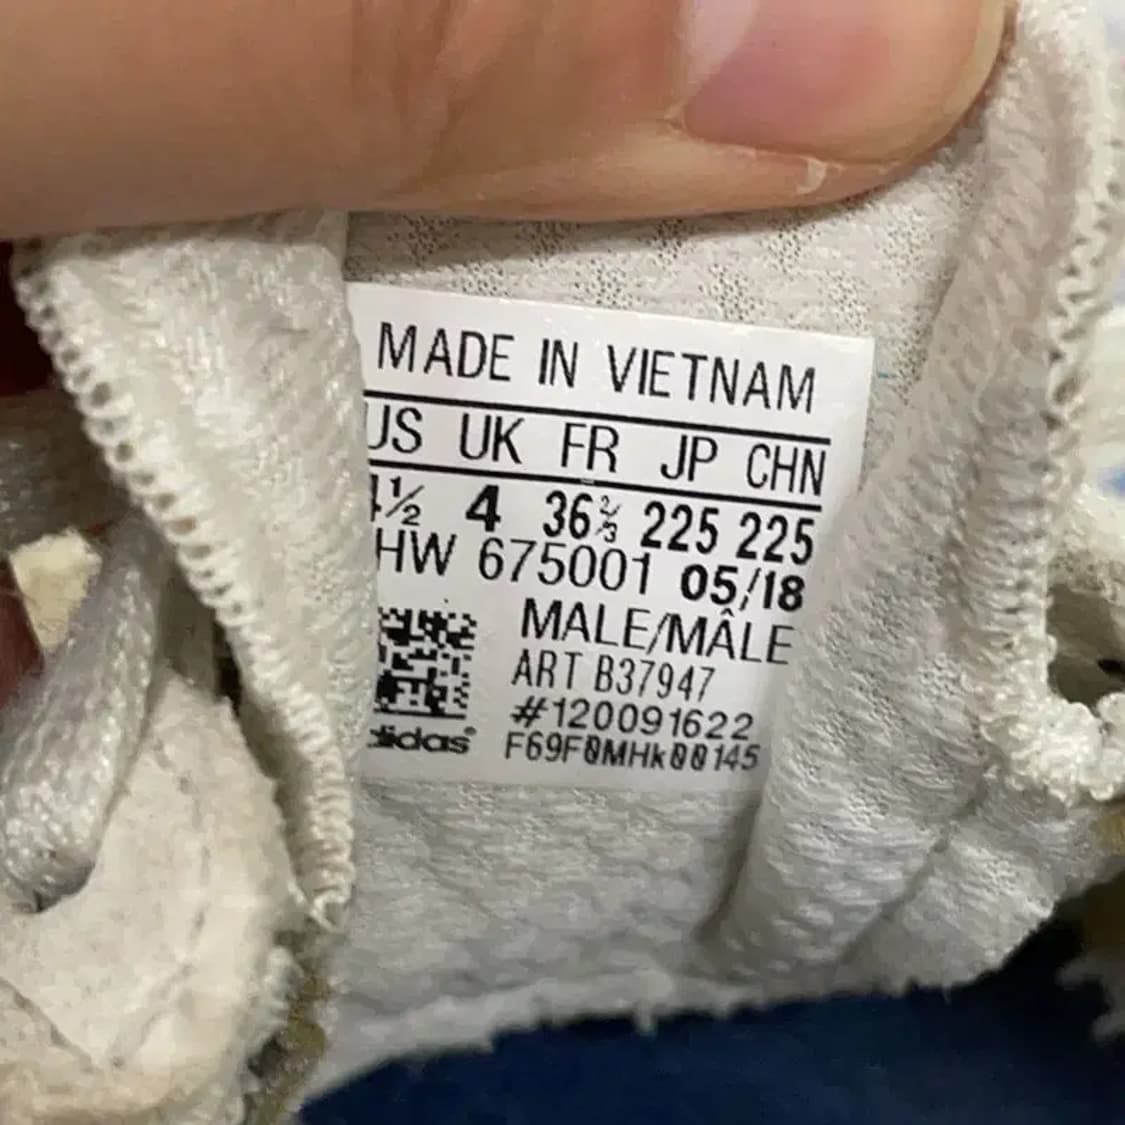 MADE IN VIETNAM
US UK FR JP CHN
4½ 4 36⅔ 225 225
HW 675001 05/18
MALE/MÂLE
ART B37947
#120091622
adidas F69F0MHk00145